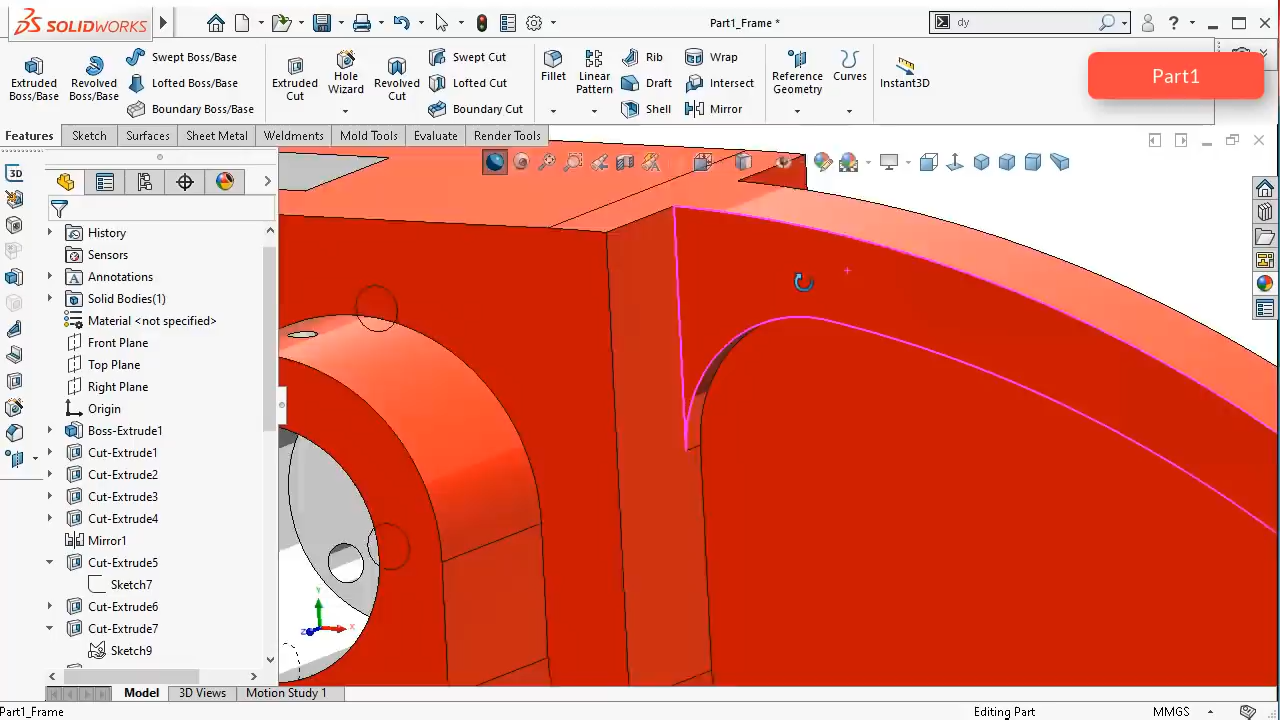 SOLIDWORKS
Part1_Frame *
dy
Part1
Extruded Boss/Base
Revolved Boss/Base
Swept Boss/Base
Lofted Boss/Base
Boundary Boss/Base
Extruded Cut
Hole Wizard
Revolved Cut
Swept Cut
Lofted Cut
Boundary Cut
Fillet
Linear Pattern
Rib
Draft
Shell
Wrap
Intersect
Mirror
Reference Geometry
Curves
Instant3D
Features
Sketch
Surfaces
Sheet Metal
Weldments
Mold Tools
Evaluate
Render Tools
3D
History
Sensors
Annotations
Solid Bodies(1)
Material <not specified>
Front Plane
Top Plane
Right Plane
Origin
Boss-Extrude1
Cut-Extrude1
Cut-Extrude2
Cut-Extrude3
Cut-Extrude4
Mirror1
Cut-Extrude5
Sketch7
Cut-Extrude6
Cut-Extrude7
Sketch9
Y
X
Z
Model
3D Views
Motion Study 1
Part1_Frame
Editing Part
MMGS